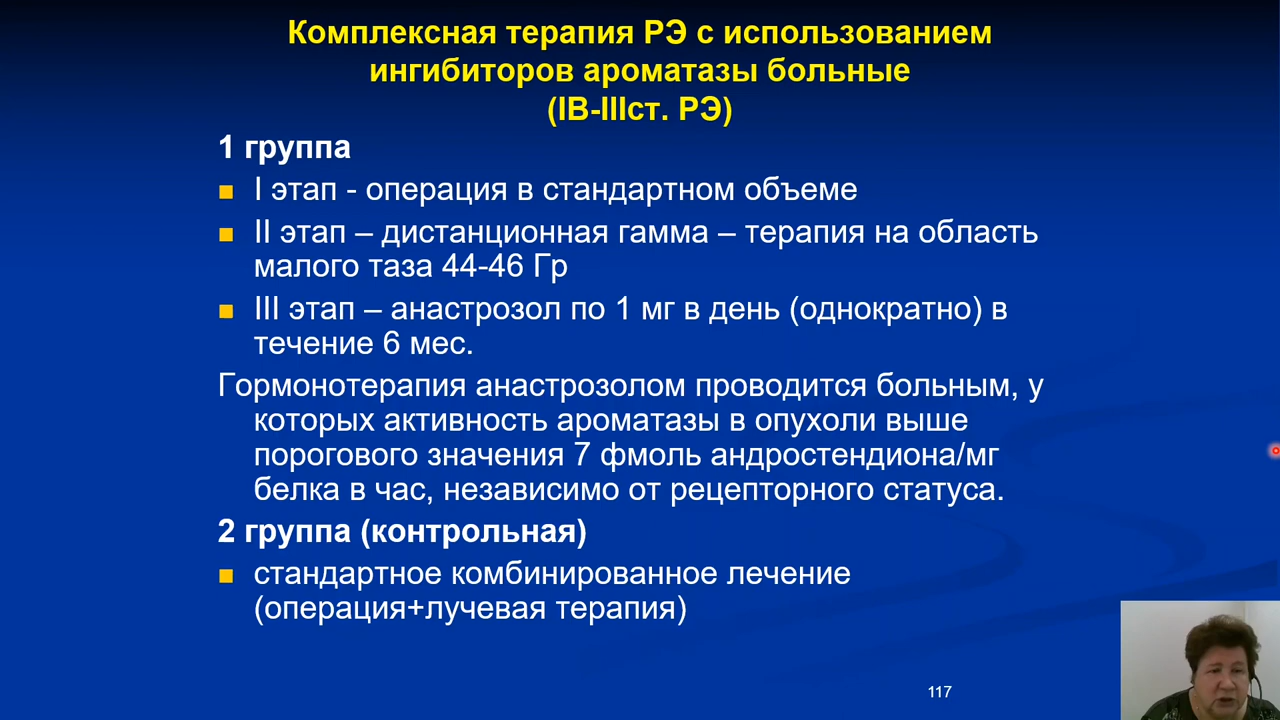 Комплексная терапия РЭ с использованием
ингибиторов ароматазы больные
(IB-IIIст. РЭ)
1 группа
I этап - операция в стандартном объеме
II этап – дистанционная гамма – терапия на область
малого таза 44-46 Гр
III этап – анастрозол по 1 мг в день (однократно) в
течение 6 мес.
Гормонотерапия анастрозолом проводится больным, у
которых активность ароматазы в опухоли выше
порогового значения 7 фмоль андростендиона/мг
белка в час, независимо от рецепторного статуса.
2 группа (контрольная)
стандартное комбинированное лечение
(операция+лучевая терапия)
117